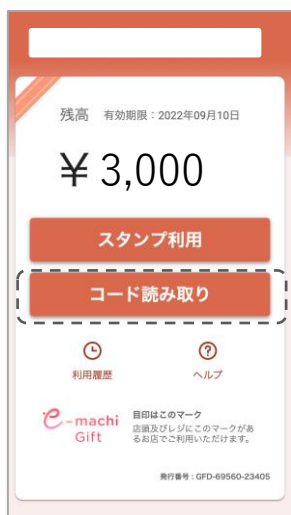 残高 有効期限：2022年09月10日
¥ 3,000
スタンプ利用
コード読み取り
利用履歴 ヘルプ
e-machi Gift
目印はこのマーク
店頭及びレジにこのマークがあ
るお店でご利用いただけます。
発行番号：GFD-69560-23405